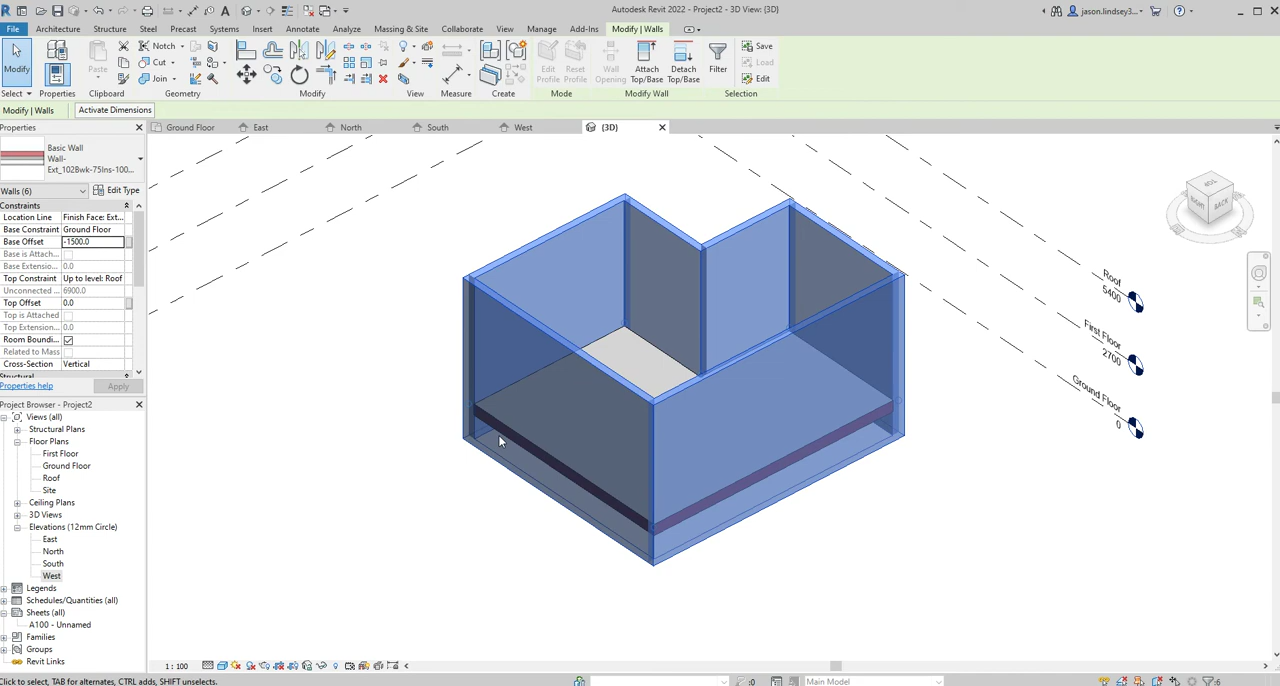 Autodesk Revit 2022 - Project2 - 3D View: {3D}
jason.lindsey3...
File Architecture Structure Steel Precast Systems Insert Annotate Analyze Massing & Site Collaborate View Manage Add-Ins Modify | Walls
Modify
Paste
Notch
Cut
Join
Edit Profile
Reset Profile
Wall Opening
Attach Top/Base
Detach Top/Base
Filter
Save
Load
Edit
Select Properties Clipboard Geometry Modify View Measure Create Mode Modify Wall Selection
Modify | Walls Activate Dimensions
Properties
Ground Floor East North South West {3D}
Basic Wall
Wall-
Ext_102Bwk-75Ins-100...
Walls (6) Edit Type
Constraints
Location Line Finish Face: Ext...
Base Constraint Ground Floor
Base Offset -1500.0
Base is Attach...
Base Extensio... 0.0
Top Constraint Up to level: Roof
Unconnected ... 6900.0
Top Offset 0.0
Top is Attached
Top Extension... 0.0
Room Boundi...
Related to Mass
Cross-Section Vertical
Structural
Properties help Apply
Project Browser - Project2
Views (all)
Structural Plans
Floor Plans
First Floor
Ground Floor
Roof
Site
Ceiling Plans
3D Views
Elevations (12mm Circle)
East
North
South
West
Legends
Schedules/Quantities (all)
Sheets (all)
A100 - Unnamed
Families
Groups
Revit Links
TOP
RIGHT
BACK
Roof
5400
First Floor
2700
Ground Floor
0
1 : 100
Click to select, TAB for alternates, CTRL adds, SHIFT unselects.
:0
Main Model
:6